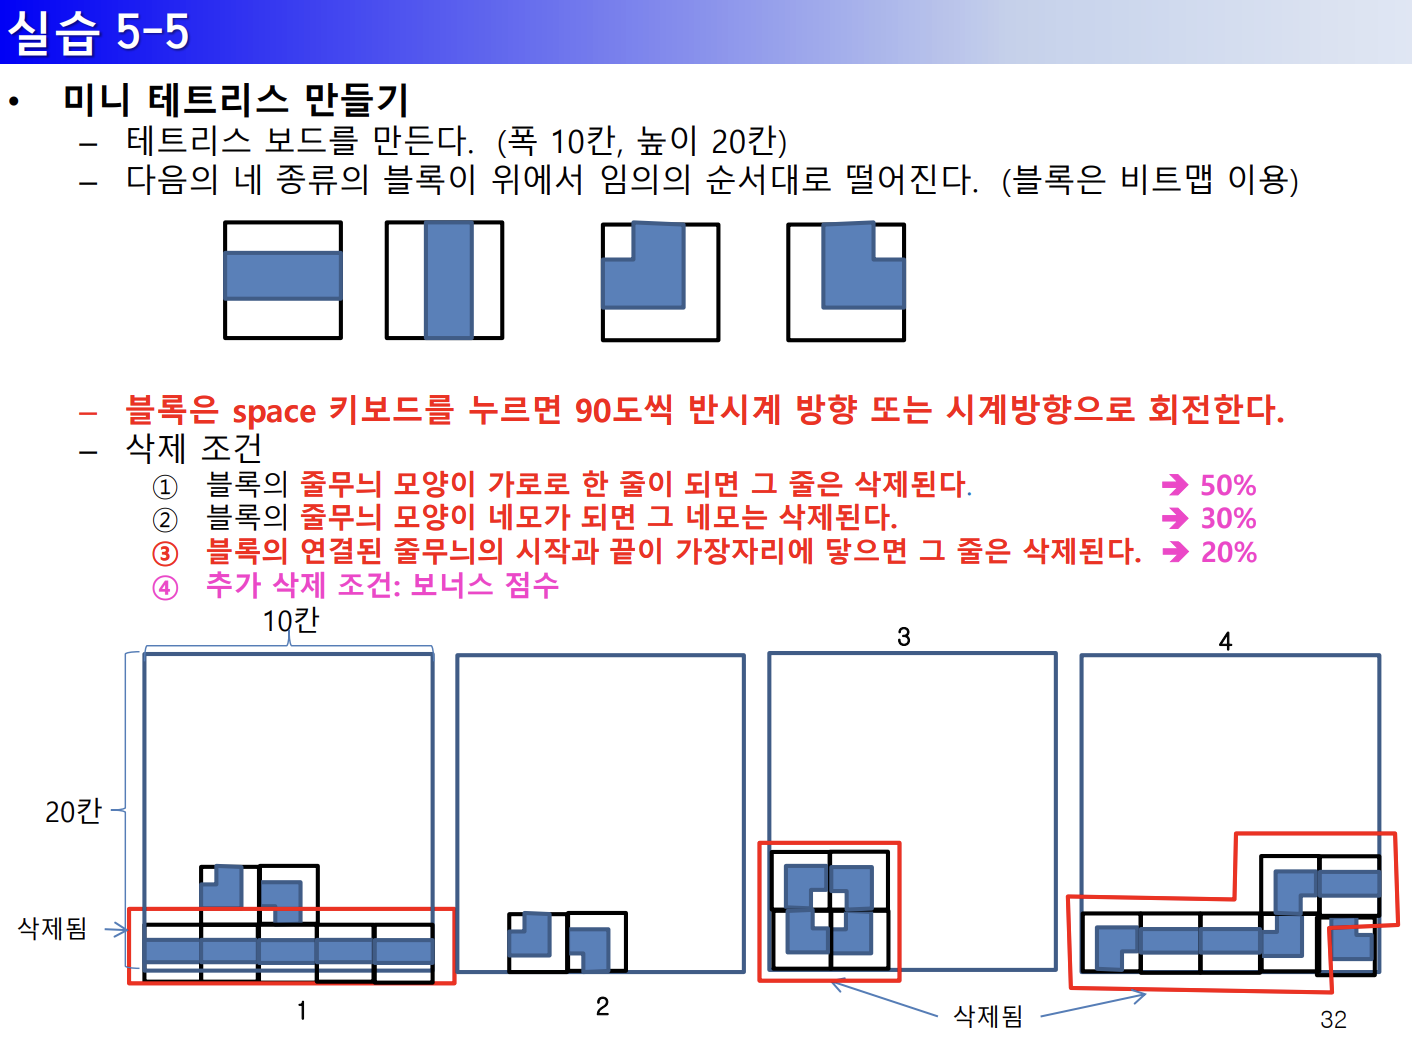 실습 5-5
• 미니 테트리스 만들기
– 테트리스 보드를 만든다. (폭 10칸, 높이 20칸)
– 다음의 네 종류의 블록이 위에서 임의의 순서대로 떨어진다. (블록은 비트맵 이용)
– 블록은 space 키보드를 누르면 90도씩 반시계 방향 또는 시계방향으로 회전한다.
– 삭제 조건
① 블록의 줄무늬 모양이 가로로 한 줄이 되면 그 줄은 삭제된다. ➔ 50%
② 블록의 줄무늬 모양이 네모가 되면 그 네모는 삭제된다. ➔ 30%
③ 블록의 연결된 줄무늬의 시작과 끝이 가장자리에 닿으면 그 줄은 삭제된다. ➔ 20%
④ 추가 삭제 조건: 보너스 점수
10칸
3
4
20칸
삭제됨
1
2
삭제됨
32